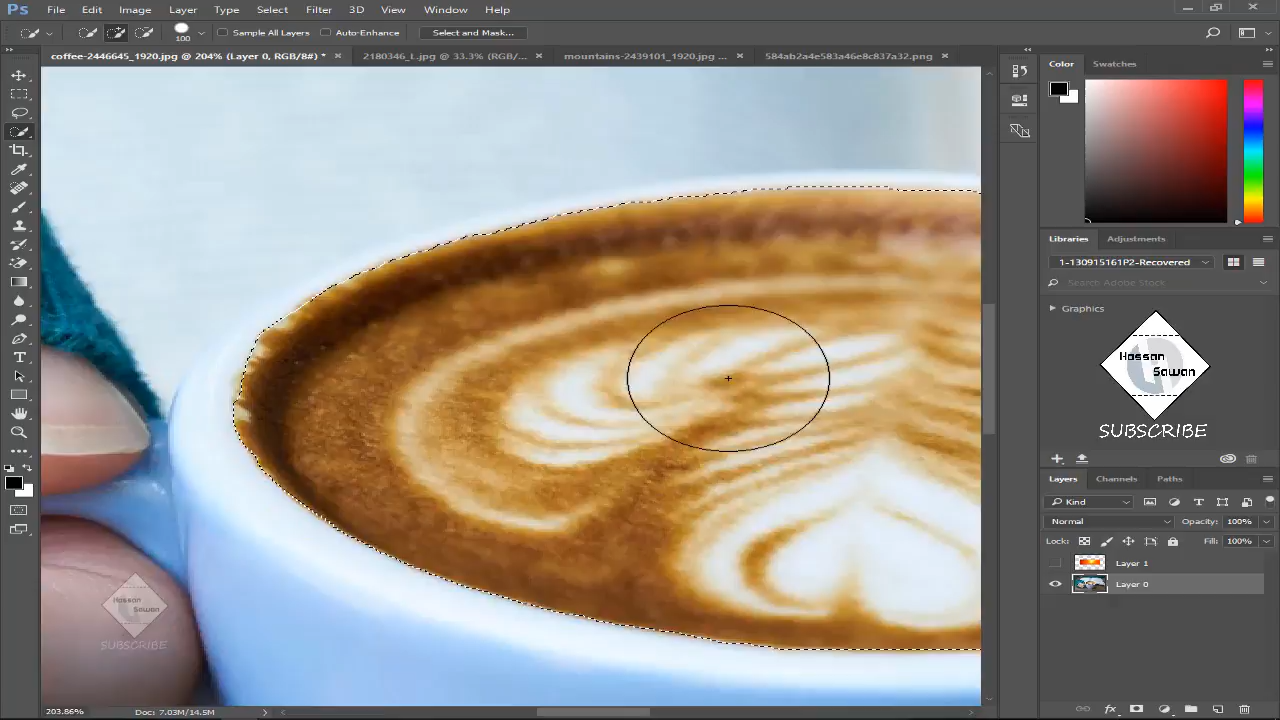 Ps File Edit Image Layer Type Select Filter 3D View Window Help
100 Sample All Layers Auto-Enhance Select and Mask...
coffee-2446645_1920.jpg @ 204% (Layer 0, RGB/8#) * × 2180346_L.jpg @ 33.3% (RGB/... × mountains-2439101_1920.jpg ... × 584ab2a4e583a46e8c837a32.png ×
Color Swatches
Libraries Adjustments
1-130915161P2-Recovered
Search Adobe Stock
Graphics
Hassan
Sawan
SUBSCRIBE
Layers Channels Paths
Kind
Normal Opacity: 100%
Lock: Fill: 100%
Layer 1
Layer 0
Hassan
Sawan
SUBSCRIBE
203.86% Doc: 7.03M/14.5M